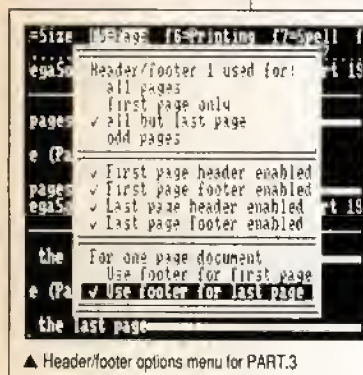 =Size f6=Printing f7=Spell f
Header/footer 1 used for:
all pages
first page only
✓ all but last page
odd pages
pages
✓ First page header enabled
✓ First page footer enabled
pages ✓ Last page header enabled
✓ Last page footer enabled
the For one page document
Use footer for first page
e (Pa ✓ Use footer for last page
the last page
▲ Header/footer options menu for PART.3